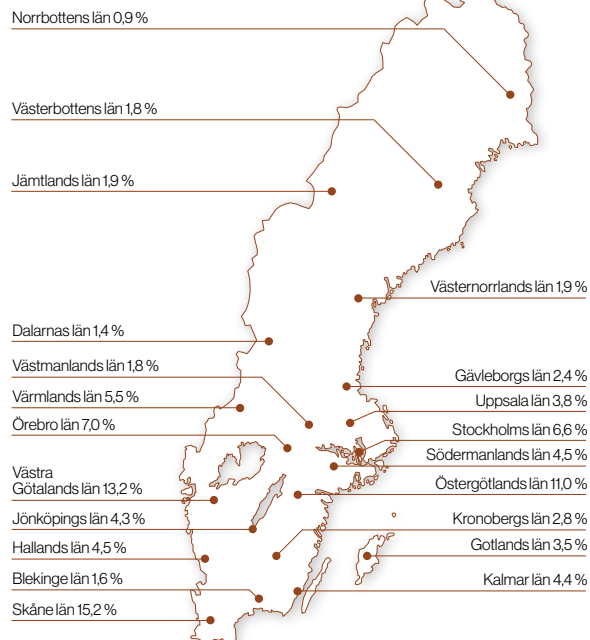 Norrbottens län 0,9 %
Västerbottens län 1,8 %
Jämtlands län 1,9 %
Västernorrlands län 1,9 %
Dalarnas län 1,4 %
Västmanlands län 1,8 %
Gävleborgs län 2,4 %
Värmlands län 5,5 %
Uppsala län 3,8 %
Örebro län 7,0 %
Stockholms län 6,6 %
Södermanlands län 4,5 %
Västra
Götalands län 13,2 %
Östergötlands län 11,0 %
Jönköpings län 4,3 %
Kronobergs län 2,8 %
Hallands län 4,5 %
Gotlands län 3,5 %
Blekinge län 1,6 %
Kalmar län 4,4 %
Skåne län 15,2 %